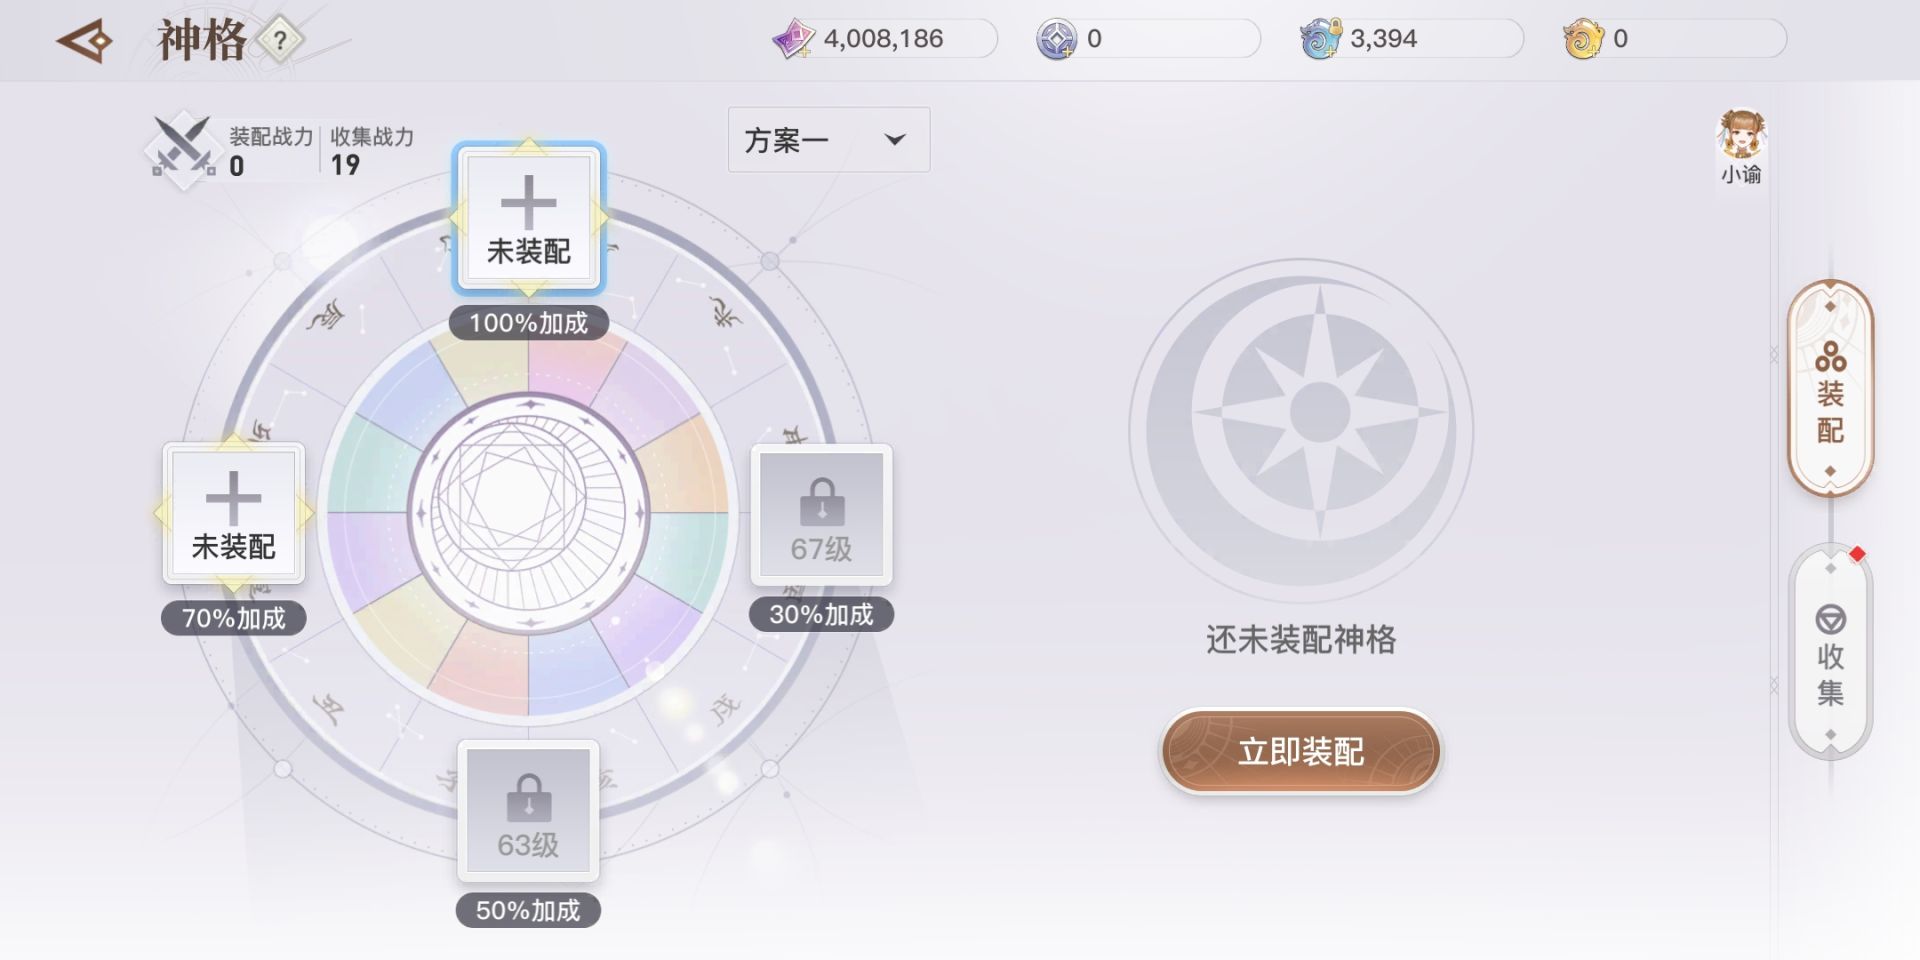 神格
?
4,008,186
0
3,394
0
装配战力
0
收集战力
19
方案一
小谕
未装配
100%加成
未装配
70%加成
67级
30%加成
63级
50%加成
还未装配神格
立即装配
装配
收集